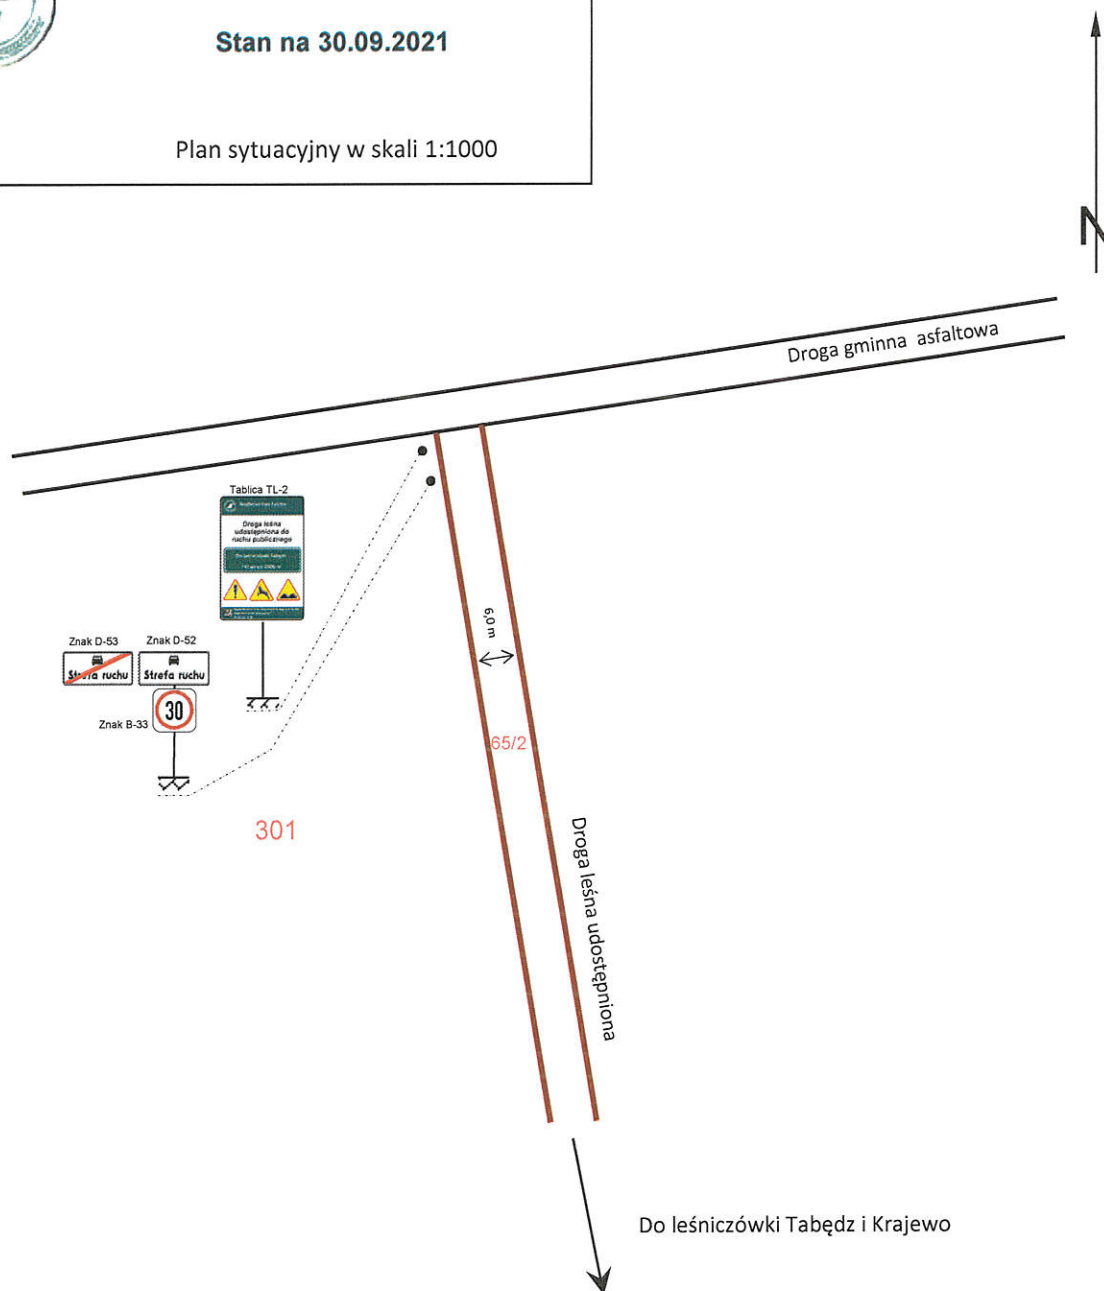 Stan na 30.09.2021
Plan sytuacyjny w skali 1:1000
N
Droga gminna asfaltowa
Tablica TL-2
Droga leśna
udostępniona do
ruchu publicznego
6,0 m
Znak D-53
Znak D-52
Strefa ruchu
Strefa ruchu
30
Znak B-33
65/2
301
Droga leśna udostępniona
Do leśniczówki Tabędz i Krajewo